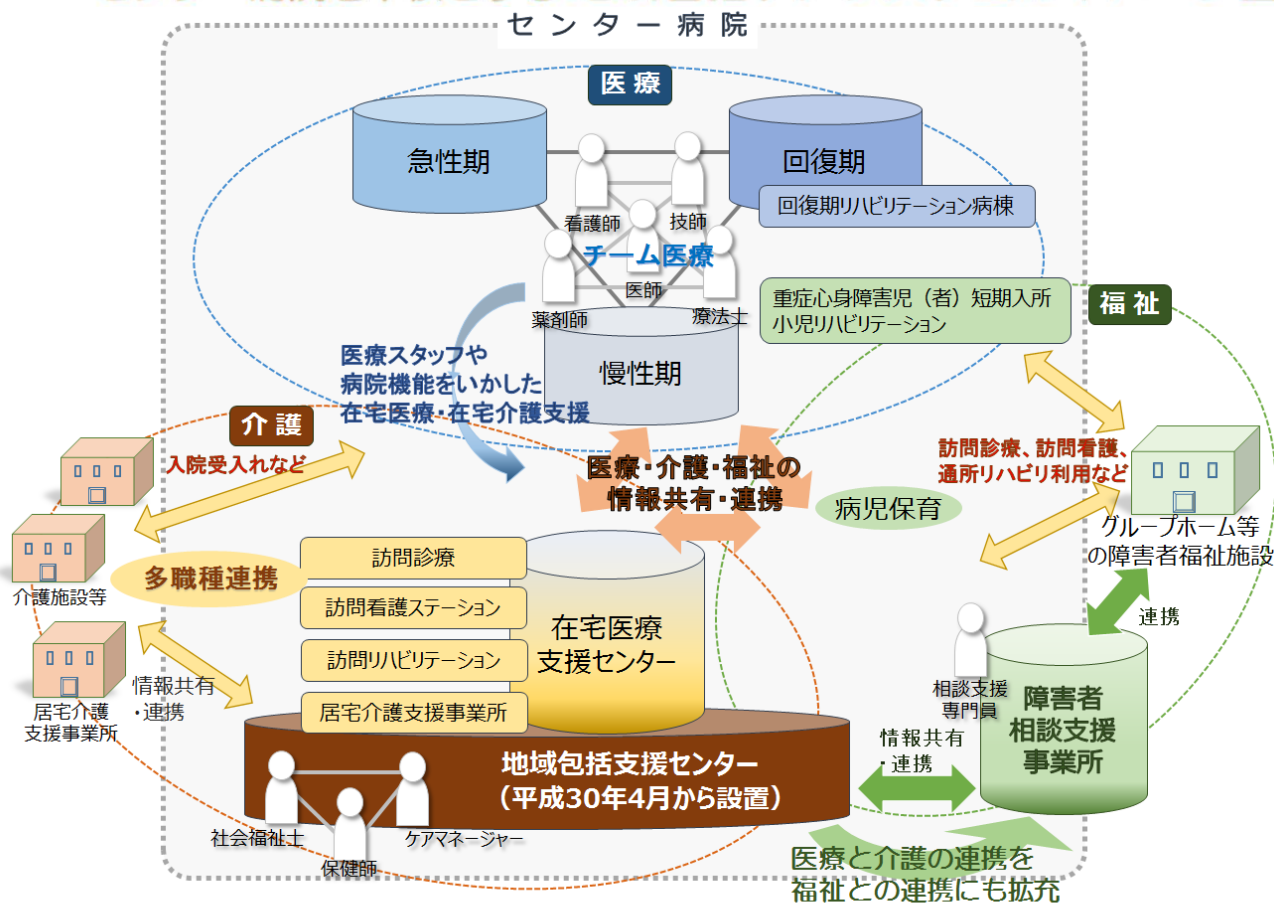 センター病院
医療
急性期
回復期
回復期リハビリテーション病棟
看護師
技師
チーム医療
医師
薬剤師
療法士
慢性期
重症心身障害児（者）短期入所
小児リハビリテーション
福祉
医療スタッフや
病院機能をいかした
在宅医療・在宅介護支援
介護
入院受入れなど
医療・介護・福祉の
情報共有・連携
病児保育
訪問診療、訪問看護、
通所リハビリ利用など
グループホーム等
の障害者福祉施設
介護施設等
多職種連携
訪問診療
訪問看護ステーション
訪問リハビリテーション
居宅介護支援事業所
在宅医療
支援センター
連携
居宅介護
支援事業所
情報共有
・連携
相談支援
専門員
障害者
相談支援
事業所
地域包括支援センター
（平成30年4月から設置）
社会福祉士
保健師
ケアマネージャー
情報共有
・連携
医療と介護の連携を
福祉との連携にも拡充